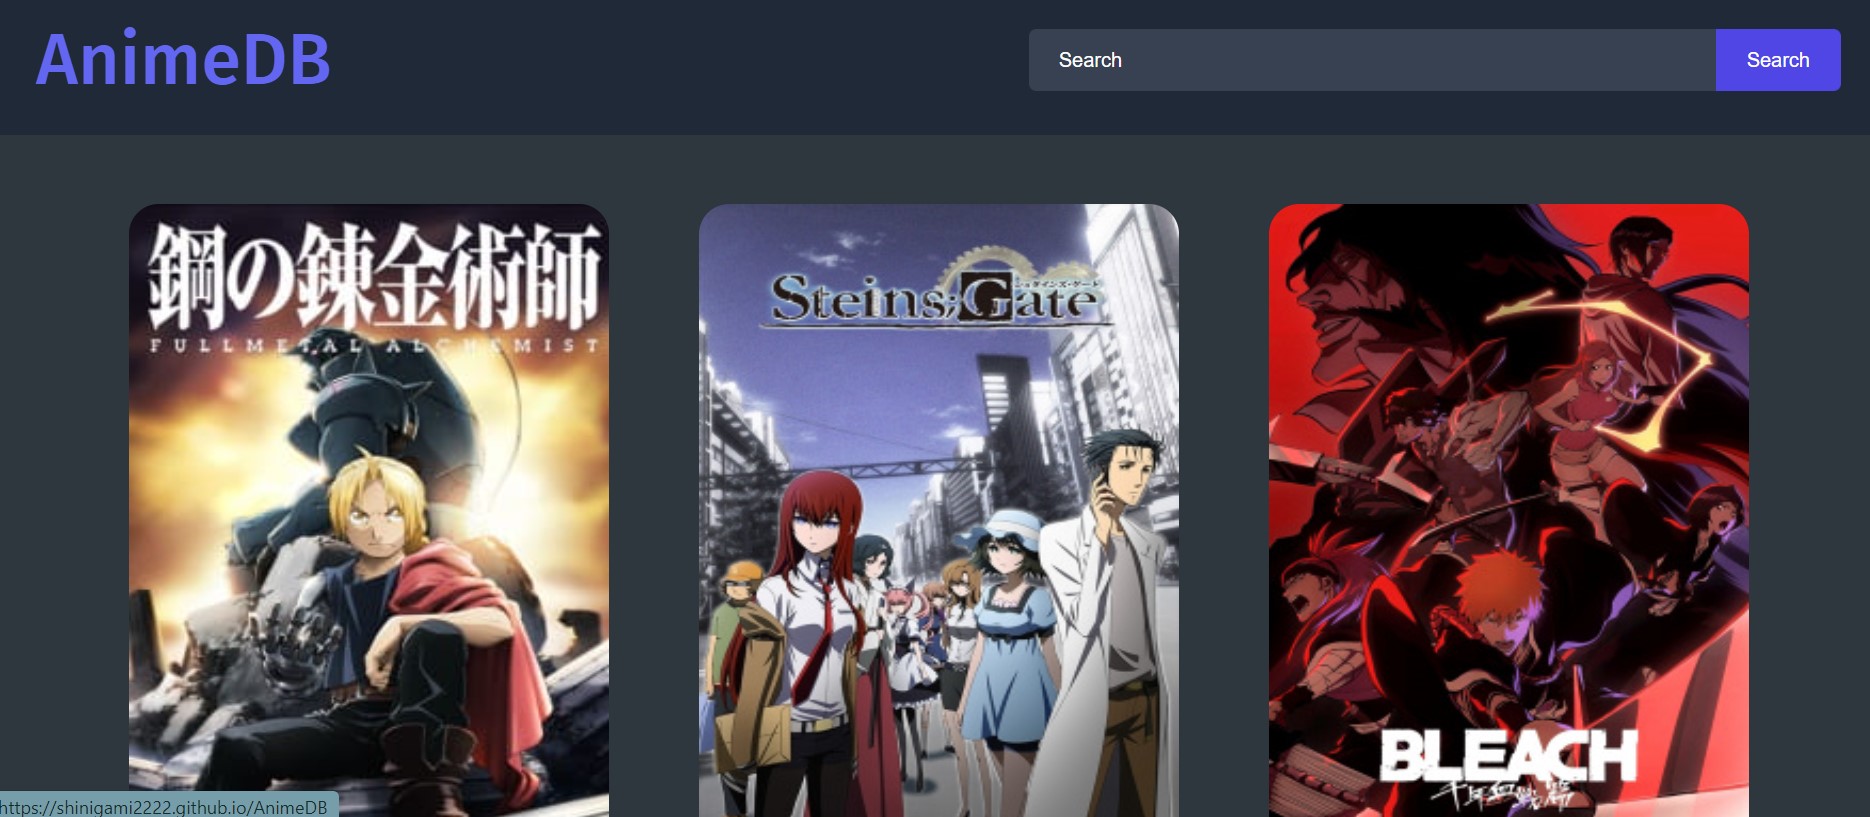 AnimeDB
Search
Search
鋼の錬金術師
FULLMETAL ALCHEMIST
Steins;Gate
シュタインズ・ゲート
BLEACH
千年血戦篇
https://shinigami2222.github.io/AnimeDB